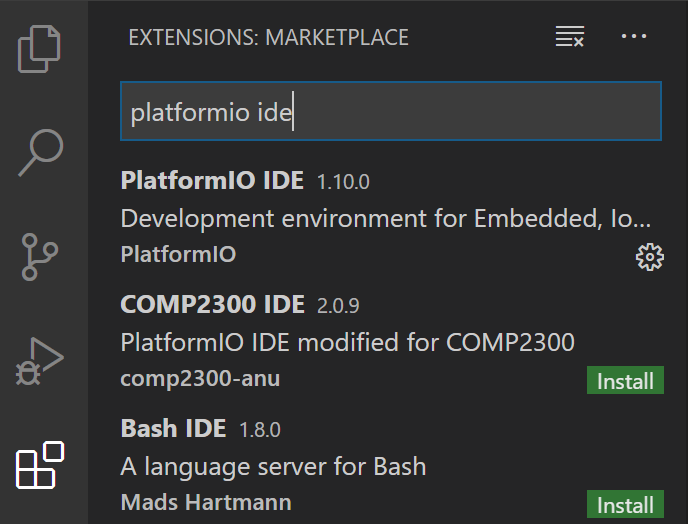 EXTENSIONS: MARKETPLACE
platformio ide
PlatformIO IDE 1.10.0
Development environment for Embedded, Io...
PlatformIO
COMP2300 IDE 2.0.9
PlatformIO IDE modified for COMP2300
comp2300-anu Install
Bash IDE 1.8.0
A language server for Bash
Mads Hartmann Install